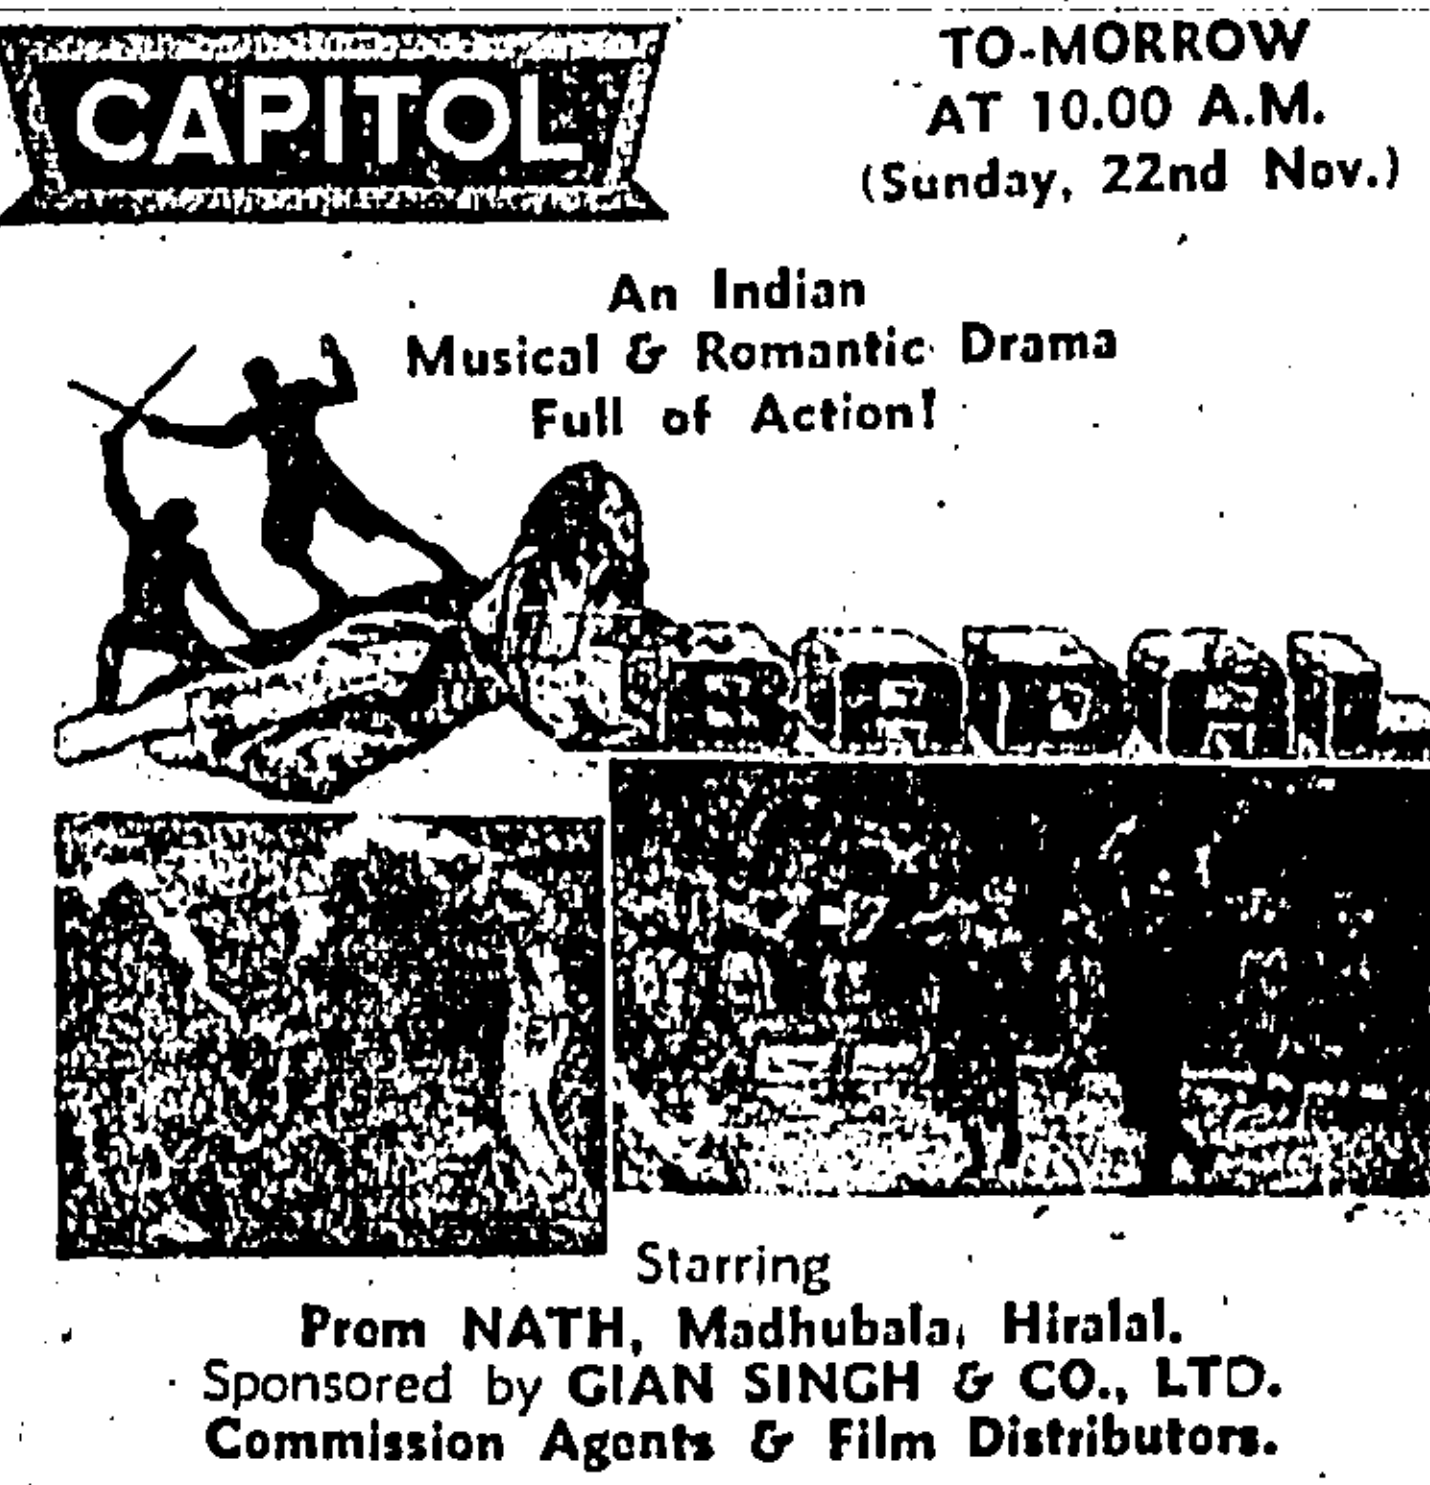 CAPITOL
TO-MORROW
AT 10.00 A.M.
(Sunday, 22nd Nov.)
An Indian
Musical & Romantic Drama
Full of Action!
BADAL
Starring
Prem NATH, Madhubala, Hiralal.
Sponsored by GIAN SINGH & CO., LTD.
Commission Agents & Film Distributors.